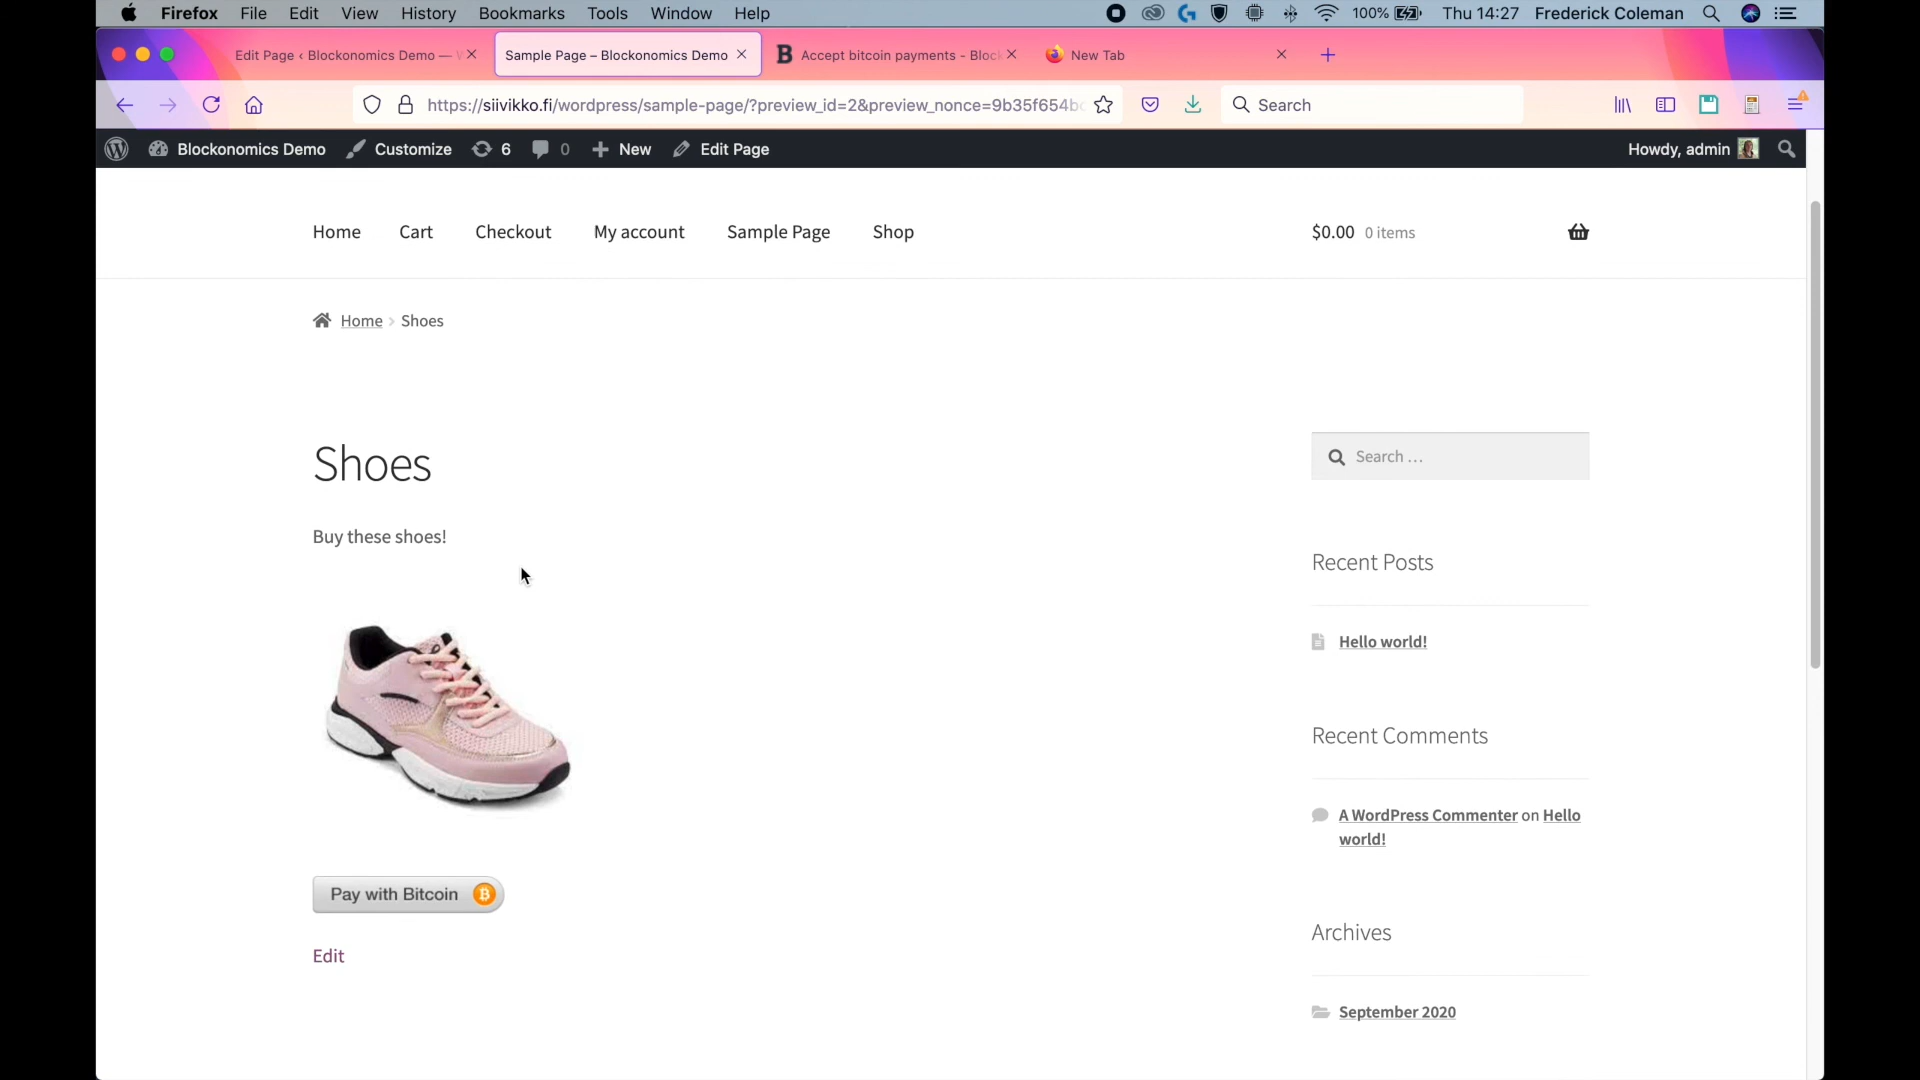 Firefox File Edit View History Bookmarks Tools Window Help 100% Thu 14:27 Frederick Coleman
Edit Page ‹ Blockonomics Demo — Sample Page – Blockonomics Demo Accept bitcoin payments - Bloc New Tab
https://siivikko.fi/wordpress/sample-page/?preview_id=2&preview_nonce=9b35f654b Search
Blockonomics Demo Customize 6 0 New Edit Page Howdy, admin
Home Cart Checkout My account Sample Page Shop $0.00 0 items
Home > Shoes
Shoes
Search ...
Buy these shoes!
Recent Posts
Hello world!
Recent Comments
A WordPress Commenter on Hello
world!
Pay with Bitcoin
Archives
Edit
September 2020